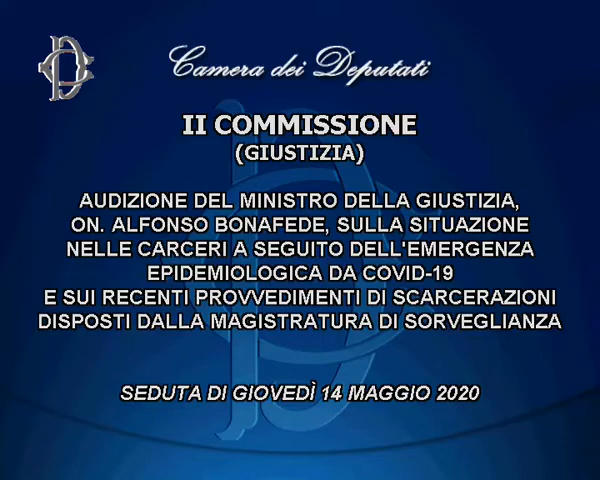 Camera dei Deputati
II COMMISSIONE
(GIUSTIZIA)
AUDIZIONE DEL MINISTRO DELLA GIUSTIZIA,
ON. ALFONSO BONAFEDE, SULLA SITUAZIONE
NELLE CARCERI A SEGUITO DELL'EMERGENZA
EPIDEMIOLOGICA DA COVID-19
E SUI RECENTI PROVVEDIMENTI DI SCARCERAZIONI
DISPOSTI DALLA MAGISTRATURA DI SORVEGLIANZA
SEDUTA DI GIOVEDÌ 14 MAGGIO 2020